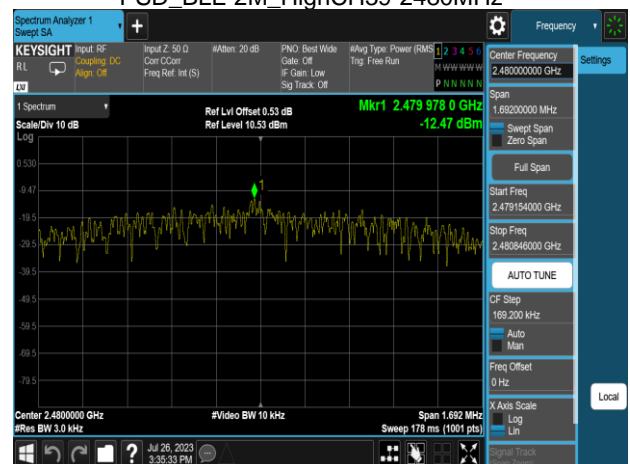 PSD_BLE-2M_HighCH39-2480MHz
Spectrum Analyzer 1
Swept SA
Frequency
KEYSIGHT
RL
LXI
Input: RF
Coupling: DC
Align: Off
Input Z: 50 Ω
Corr CCorr
Freq Ref: Int (S)
#Atten: 20 dB
PNO: Best Wide
Gate: Off
IF Gain: Low
Sig Track: Off
#Avg Type: Power (RMS
Trig: Free Run
1 2 3 4 5 6
M W W W W W
P N N N N N
1 Spectrum
Scale/Div 10 dB
Log
Ref Lvl Offset 0.53 dB
Ref Level 10.53 dBm
Mkr1 2.479 978 0 GHz
-12.47 dBm
1
0.530
-9.47
-19.5
-29.5
-39.5
-49.5
-59.5
-69.5
-79.5
Center 2.4800000 GHz
#Res BW 3.0 kHz
#Video BW 10 kHz
Span 1.692 MHz
Sweep 178 ms (1001 pts)
Jul 26, 2023
3:35:33 PM
Center Frequency
2.480000000 GHz
Span
1.69200000 MHz
Swept Span
Zero Span
Full Span
Start Freq
2.479154000 GHz
Stop Freq
2.480846000 GHz
AUTO TUNE
CF Step
169.200 kHz
Auto
Man
Freq Offset
0 Hz
X Axis Scale
Log
Lin
Signal Track
Settings
Local